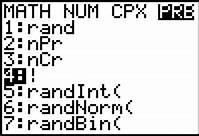 MATH NUM CPX PRB
1:rand
2:nPr
3:nCr
4:!
5:randInt(
6:randNorm(
7:randBin(